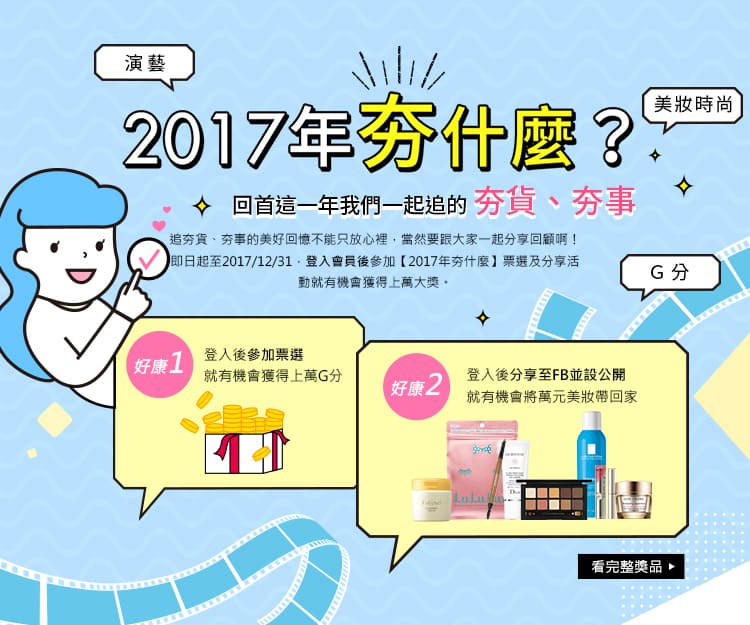 演藝
2017年夯什麼？
美妝時尚
回首這一年我們一起追的 夯貨、夯事
追夯貨、夯事的美好回憶不能只放心裡，當然要跟大家一起分享回顧啊！
即日起至2017/12/31，登入會員後參加【2017年夯什麼】票選及分享活
動就有機會獲得上萬大獎。
G分
好康1
登入後參加票選
就有機會獲得上萬G分
好康2
登入後分享至FB並設公開
就有機會將萬元美妝帶回家
LuLuLun
Dior
看完整獎品